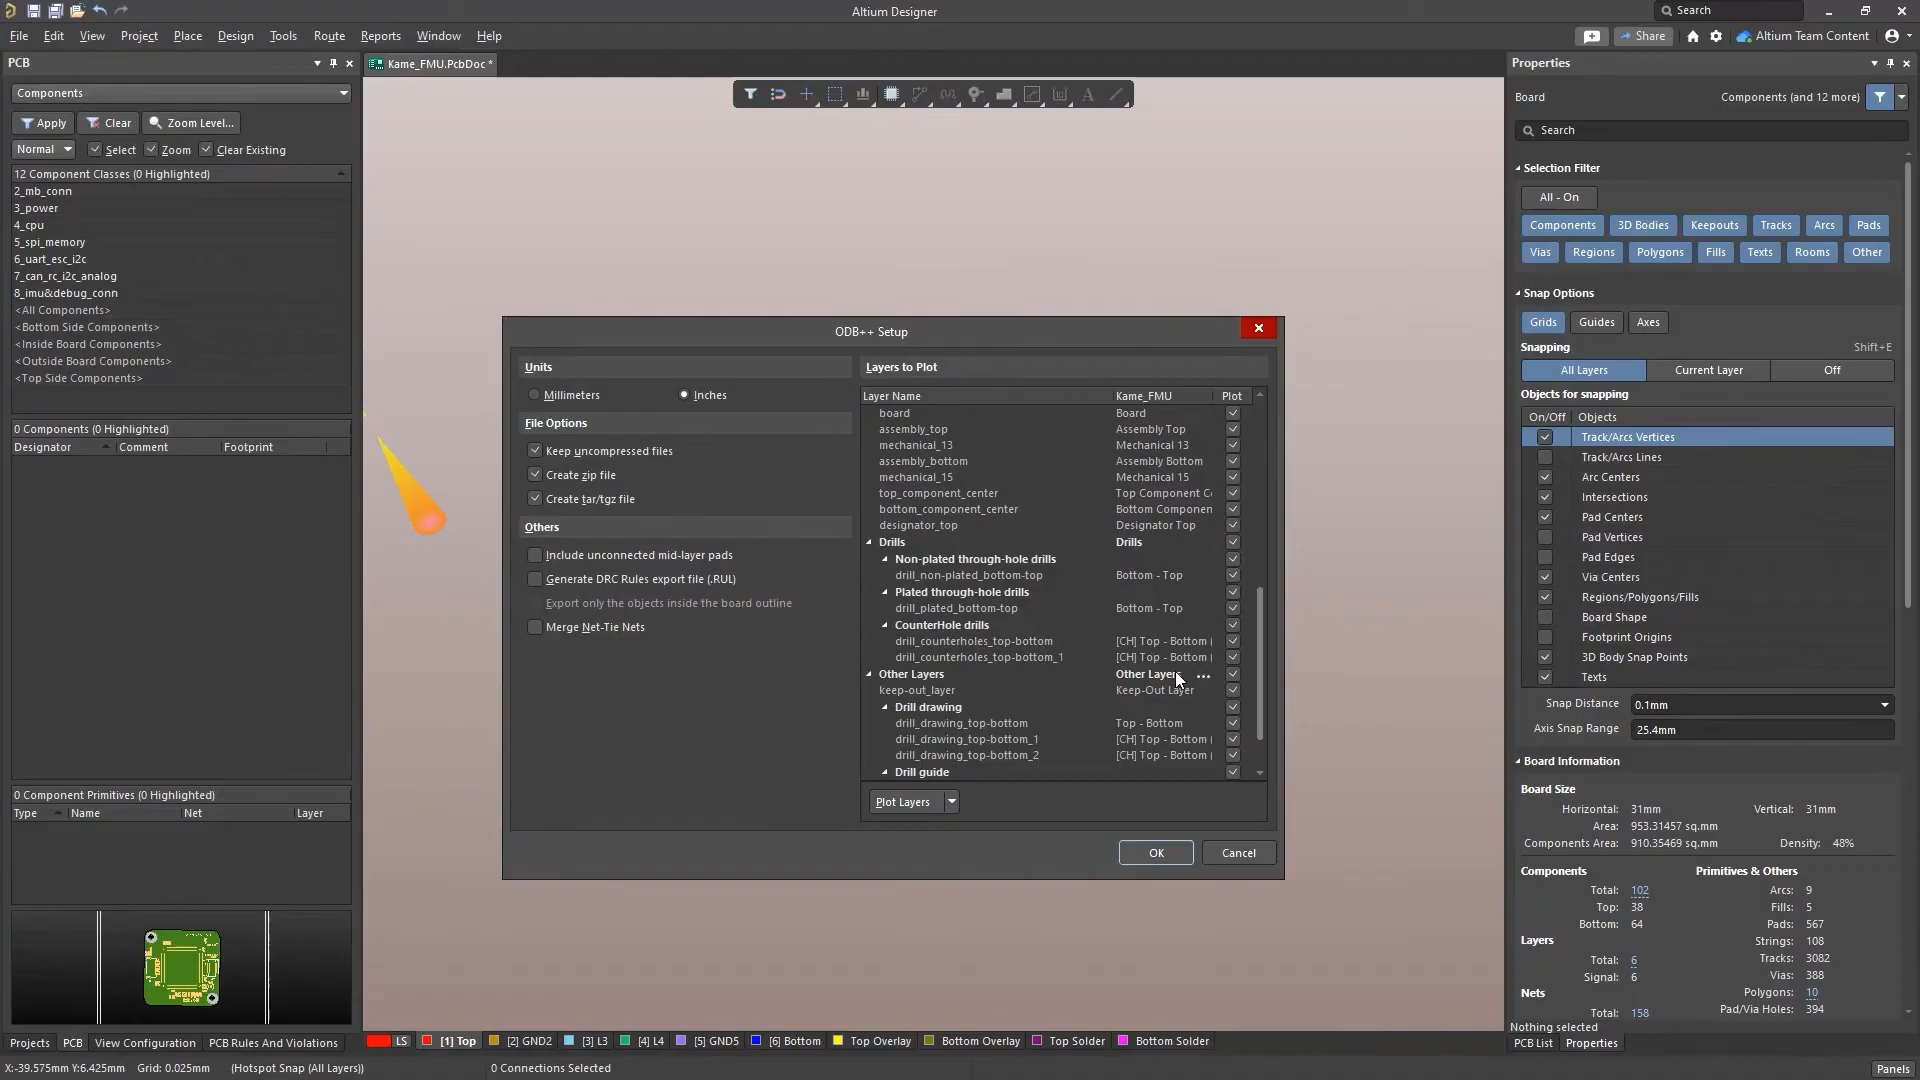 Altium Designer
Search
File Edit View Project Place Design Tools Route Reports Window Help
Share
Altium Team Content
PCB
Kame_FMU.PcbDoc *
Components
Apply Clear Zoom Level...
Normal Select Zoom Clear Existing
12 Component Classes (0 Highlighted)
2_mb_conn
3_power
4_cpu
5_spi_memory
6_uart_esc_i2c
7_can_rc_i2c_analog
8_imu&debug_conn
<All Components>
<Bottom Side Components>
<Inside Board Components>
<Outside Board Components>
<Top Side Components>
0 Components (0 Highlighted)
Designator Comment Footprint
0 Component Primitives (0 Highlighted)
Type Name Net Layer
Projects PCB View Configuration PCB Rules And Violations
ODB++ Setup
Units
Millimeters Inches
File Options
Keep uncompressed files
Create zip file
Create tar/tgz file
Others
Include unconnected mid-layer pads
Generate DRC Rules export file (.RUL)
Export only the objects inside the board outline
Merge Net-Tie Nets
Layers to Plot
Layer Name Kame_FMU Plot
board Board
assembly_top Assembly Top
mechanical_13 Mechanical 13
assembly_bottom Assembly Bottom
mechanical_15 Mechanical 15
top_component_center Top Component C
bottom_component_center Bottom Componen
designator_top Designator Top
Drills Drills
Non-plated through-hole drills
drill_non-plated_bottom-top Bottom - Top
Plated through-hole drills
drill_plated_bottom-top Bottom - Top
CounterHole drills
drill_counterholes_top-bottom [CH] Top - Bottom (
drill_counterholes_top-bottom_1 [CH] Top - Bottom (
Other Layers Other Layers ...
keep-out_layer Keep-Out Layer
Drill drawing
drill_drawing_top-bottom Top - Bottom
drill_drawing_top-bottom_1 [CH] Top - Bottom (
drill_drawing_top-bottom_2 [CH] Top - Bottom (
Drill guide
Plot Layers
OK Cancel
LS [1] Top [2] GND2 [3] L3 [4] L4 [5] GND5 [6] Bottom Top Overlay Bottom Overlay Top Solder Bottom Solder
Properties
Board Components (and 12 more)
Search
Selection Filter
All - On
Components 3D Bodies Keepouts Tracks Arcs Pads
Vias Regions Polygons Fills Texts Rooms Other
Snap Options
Grids Guides Axes
Snapping Shift+E
All Layers Current Layer Off
Objects for snapping
On/Off Objects
Track/Arcs Vertices
Track/Arcs Lines
Arc Centers
Intersections
Pad Centers
Pad Vertices
Pad Edges
Via Centers
Regions/Polygons/Fills
Board Shape
Footprint Origins
3D Body Snap Points
Texts
Snap Distance 0.1mm
Axis Snap Range 25.4mm
Board Information
Board Size
Horizontal: 31mm Vertical: 31mm
Area: 953.31457 sq.mm
Components Area: 910.35469 sq.mm Density: 48%
Components Primitives & Others
Total: 102 Arcs: 9
Top: 38 Fills: 5
Bottom: 64 Pads: 567
Layers Strings: 108
Total: 6 Tracks: 3082
Signal: 6 Vias: 388
Nets Polygons: 10
Total: 158 Pad/Via Holes: 394
Nothing selected
PCB List Properties
X:-39.575mm Y:6.425mm Grid: 0.025mm (Hotspot Snap (All Layers)) 0 Connections Selected
Panels